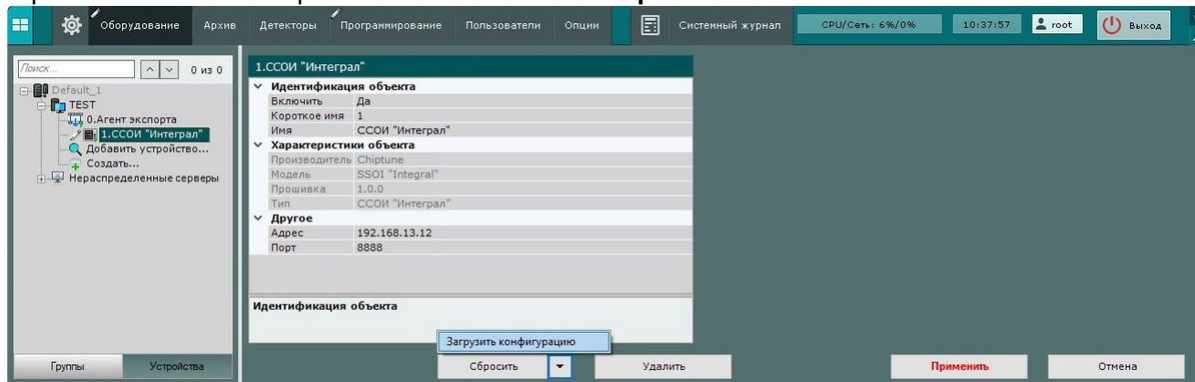 Оборудование Архив Детекторы Программирование Пользователи Опции Системный журнал CPU/Сеть: 6%/0% 10:37:57 root Выход
Поиск... 0 из 0
Default_1
TEST
0.Агент экспорта
1.ССОИ "Интеграл"
Добавить устройство...
Создать...
Нераспределенные серверы
1.ССОИ "Интеграл"
Идентификация объекта
Включить Да
Короткое имя 1
Имя ССОИ "Интеграл"
Характеристики объекта
Производитель Chiptune
Модель SSOI "Integral"
Прошивка 1.0.0
Тип ССОИ "Интеграл"
Другое
Адрес 192.168.13.12
Порт 8888
Идентификация объекта
Загрузить конфигурацию
Группы Устройства Сбросить Удалить Применить Отмена